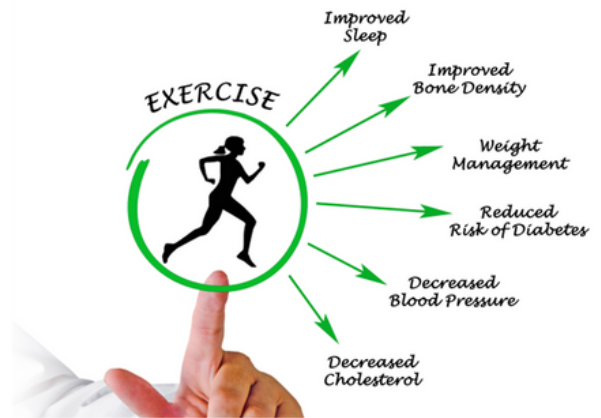 EXERCISE
Improved
Sleep
Improved
Bone Density
Weight
Management
Reduced
Risk of Diabetes
Decreased
Blood Pressure
Decreased
Cholesterol